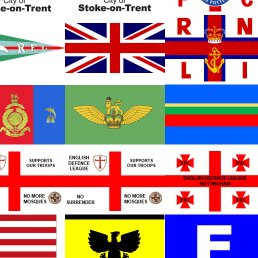 City of
ke-on-Trent
City of
Stoke-on-Trent
C
R N
N L
R F C
SUPPORTS
OUR TROOPS
ENGLISH
DEFENCE
LEAGUE
SUPPORTS
OUR TROOPS
ENGLISH DEFENCE LEAGUE
NOTTINGHAM
NO MORE
MOSQUES
NO
SURRENDER
NO MORE
MOSQUES
F